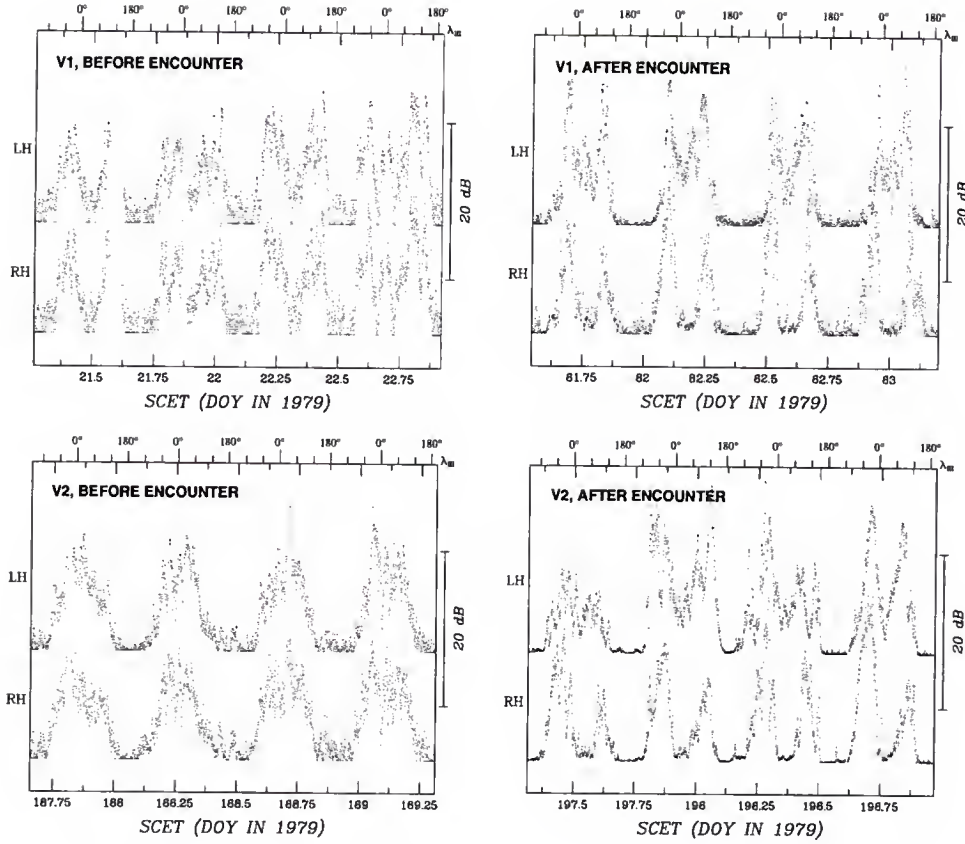 0° 180° 0° 180° 0° 180° 0° 180°
λm
V1, BEFORE ENCOUNTER
LH
RH
20 dB
21.5 21.75 22 22.25 22.5 22.75
SCET (DOY IN 1979)
0° 180° 0° 180° 0° 180° 0° 180°
λm
V1, AFTER ENCOUNTER
LH
RH
20 dB
81.75 82 82.25 82.5 82.75 83
SCET (DOY IN 1979)
0° 180° 0° 180° 0° 180° 0° 180°
λm
V2, BEFORE ENCOUNTER
LH
RH
20 dB
187.75 188 188.25 188.5 188.75 189 189.25
SCET (DOY IN 1979)
0° 180° 0° 180° 0° 180° 0° 180°
λm
V2, AFTER ENCOUNTER
LH
RH
20 dB
197.5 197.75 198 198.25 198.5 198.75
SCET (DOY IN 1979)